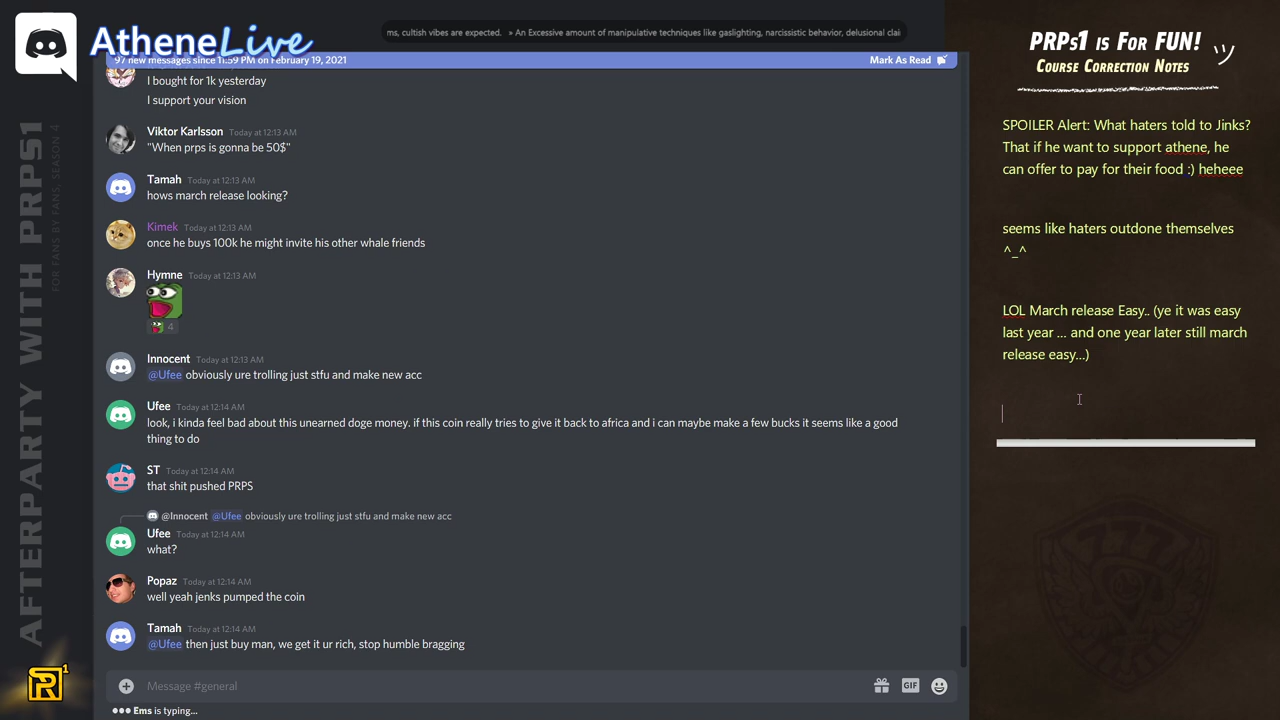 AtheneLive
ms, cultish vibes are expected. » An Excessive amount of manipulative techniques like gaslighting, narcissistic behavior, delusional clai
97 new messages since 11:59 PM on February 19, 2021
Mark As Read
I bought for 1k yesterday
I support your vision
Viktor Karlsson Today at 12:13 AM
"When prps is gonna be 50$"
Tamah Today at 12:13 AM
hows march release looking?
Kimek Today at 12:13 AM
once he buys 100k he might invite his other whale friends
Hymne Today at 12:13 AM
4
Innocent Today at 12:13 AM
@Ufee obviously ure trolling just stfu and make new acc
Ufee Today at 12:14 AM
look, i kinda feel bad about this unearned doge money. if this coin really tries to give it back to africa and i can maybe make a few bucks it seems like a good
thing to do
ST Today at 12:14 AM
that shit pushed PRPS
@Innocent @Ufee obviously ure trolling just stfu and make new acc
Ufee Today at 12:14 AM
what?
Popaz Today at 12:14 AM
well yeah jenks pumped the coin
Tamah Today at 12:14 AM
@Ufee then just buy man, we get it ur rich, stop humble bragging
Message #general
GIF
Ems is typing...
AFTERPARTY WITH PRPS1
FOR FANS BY FANS, SEASON 4
R1
PRPs1 is For FUN!
Course Correction Notes
ツ
SPOILER Alert: What haters told to Jinks?
That if he want to support athene, he
can offer to pay for their food :) heheee
seems like haters outdone themselves
^_^
LOL March release Easy.. (ye it was easy
last year ... and one year later still march
release easy...)